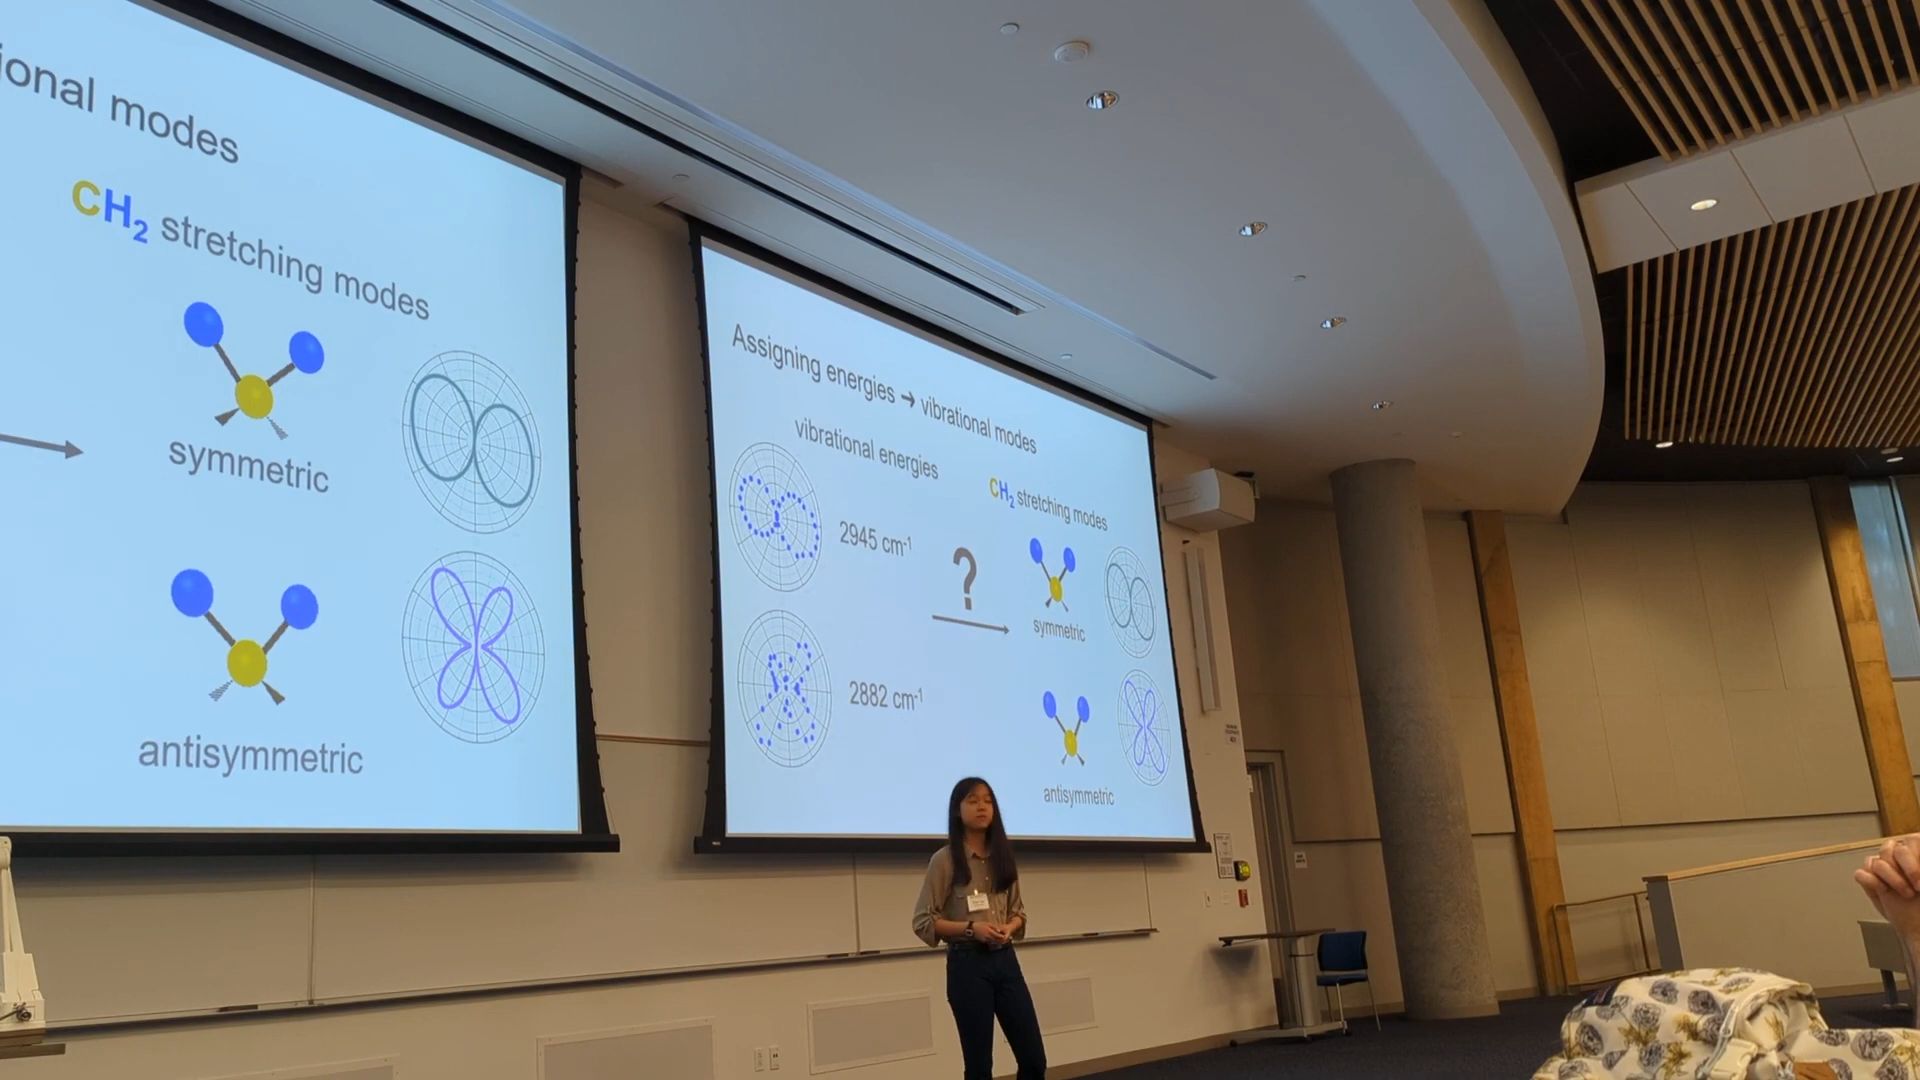 ional modes
CH₂ stretching modes
symmetric
antisymmetric
Assigning energies → vibrational modes
vibrational energies
CH₂ stretching modes
2945 cm⁻¹
?
symmetric
2882 cm⁻¹
antisymmetric